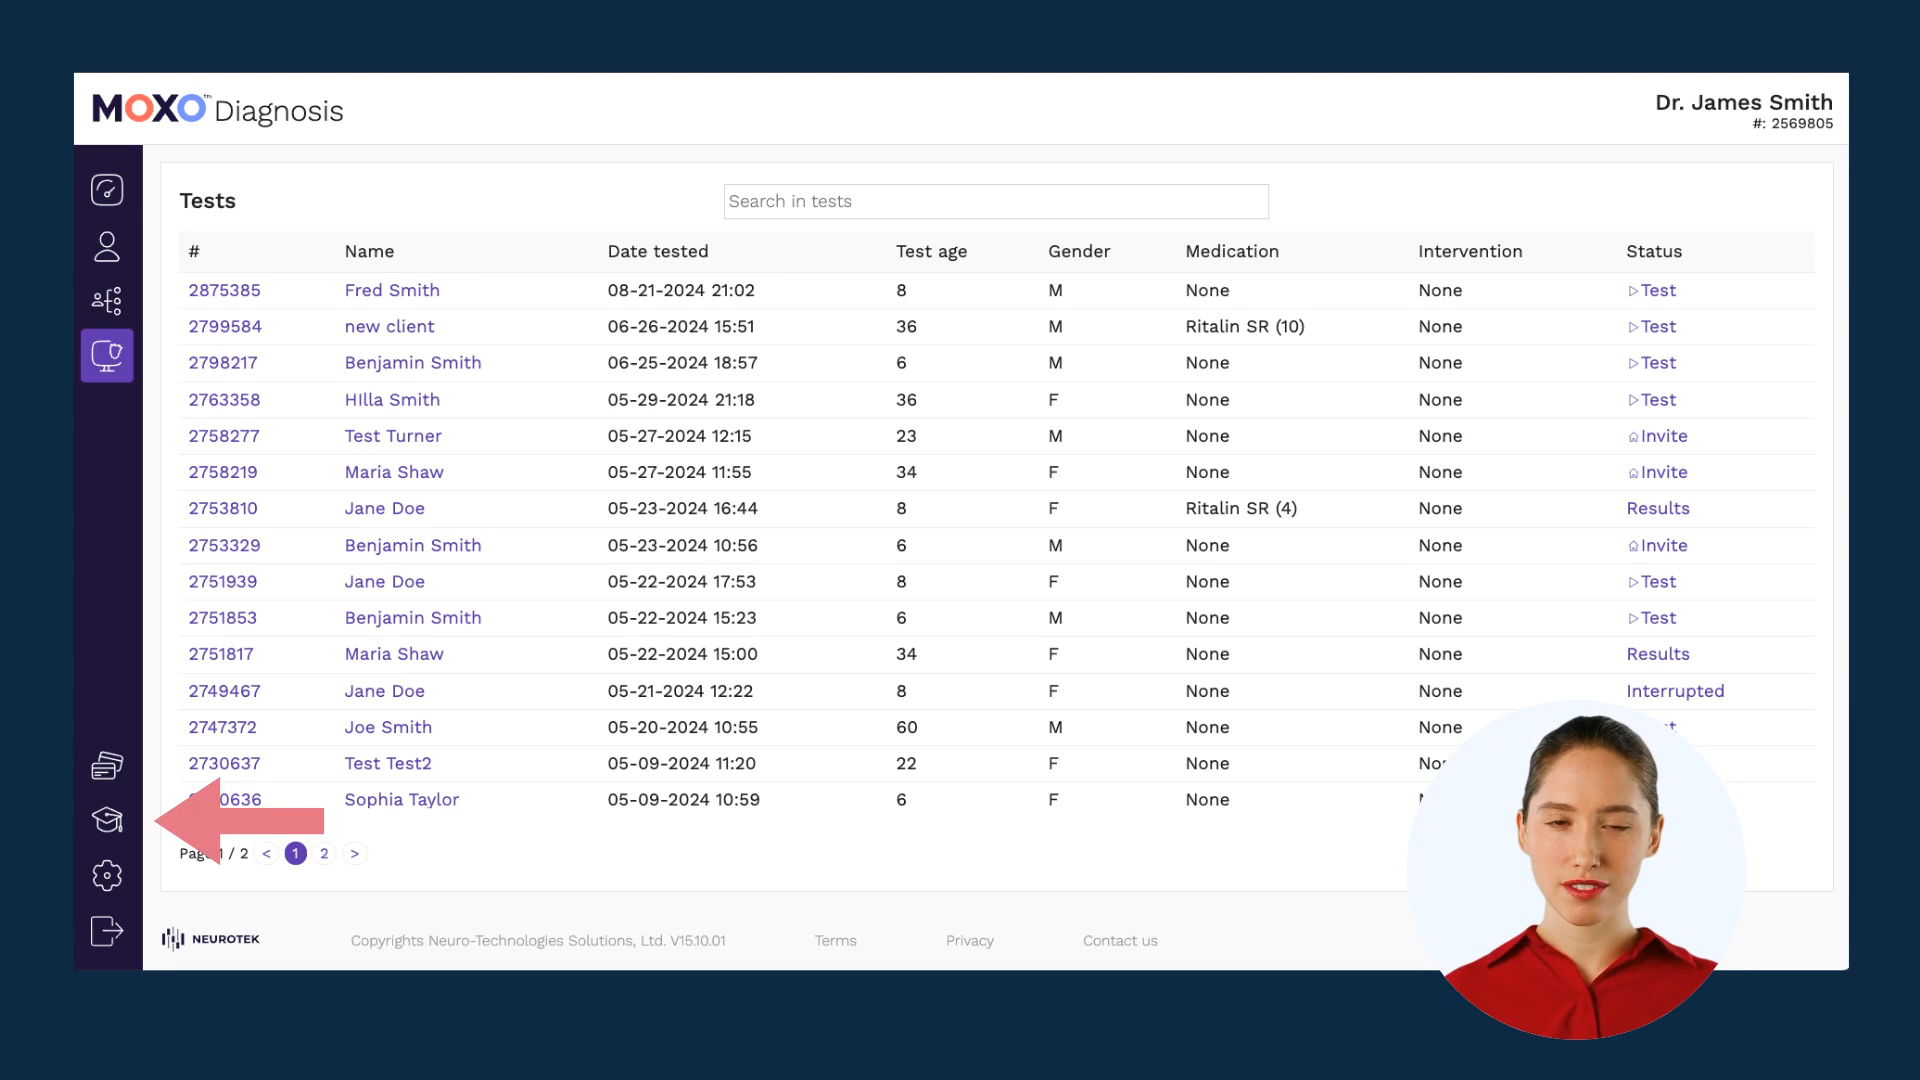 MOXO™ Diagnosis
Dr. James Smith
#: 2569805
Tests
Search in tests
# Name Date tested Test age Gender Medication Intervention Status
2875385 Fred Smith 08-21-2024 21:02 8 M None None Test
2799584 new client 06-26-2024 15:51 36 M Ritalin SR (10) None Test
2798217 Benjamin Smith 06-25-2024 18:57 6 M None None Test
2763358 HIlla Smith 05-29-2024 21:18 36 F None None Test
2758277 Test Turner 05-27-2024 12:15 23 M None None Invite
2758219 Maria Shaw 05-27-2024 11:55 34 F None None Invite
2753810 Jane Doe 05-23-2024 16:44 8 F Ritalin SR (4) None Results
2753329 Benjamin Smith 05-23-2024 10:56 6 M None None Invite
2751939 Jane Doe 05-22-2024 17:53 8 F None None Test
2751853 Benjamin Smith 05-22-2024 15:23 6 M None None Test
2751817 Maria Shaw 05-22-2024 15:00 34 F None None Results
2749467 Jane Doe 05-21-2024 12:22 8 F None None Interrupted
2747372 Joe Smith 05-20-2024 10:55 60 M None None
2730637 Test Test2 05-09-2024 11:20 22 F None
Sophia Taylor 05-09-2024 10:59 6 F None
1 / 2 < 1 2 >
NEUROTEK
Copyrights Neuro-Technologies Solutions, Ltd. V15.10.01 Terms Privacy Contact us